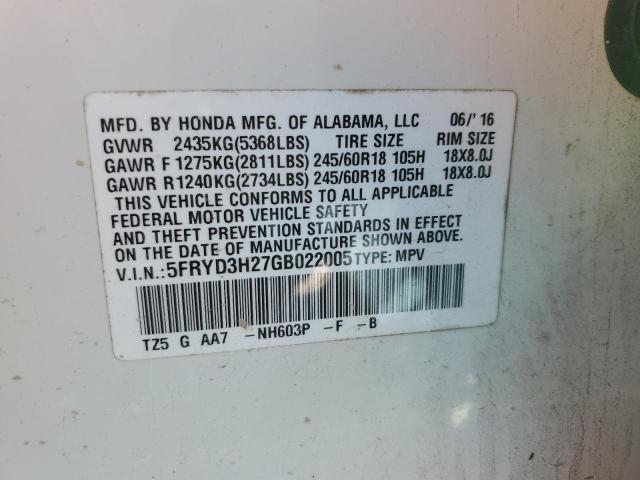 MFD. BY HONDA MFG. OF ALABAMA, LLC 06/'16
GVWR 2435KG(5368LBS) TIRE SIZE RIM SIZE
GAWR F 1275KG(2811LBS) 245/60R18 105H 18X8.0J
GAWR R1240KG(2734LBS) 245/60R18 105H 18X8.0J
THIS VEHICLE CONFORMS TO ALL APPLICABLE
FEDERAL MOTOR VEHICLE SAFETY
AND THEFT PREVENTION STANDARDS IN EFFECT
ON THE DATE OF MANUFACTURE SHOWN ABOVE.
V.I.N.:5FRYD3H27GB022005 TYPE: MPV
TZ5 G AA7 -NH603P -F -B